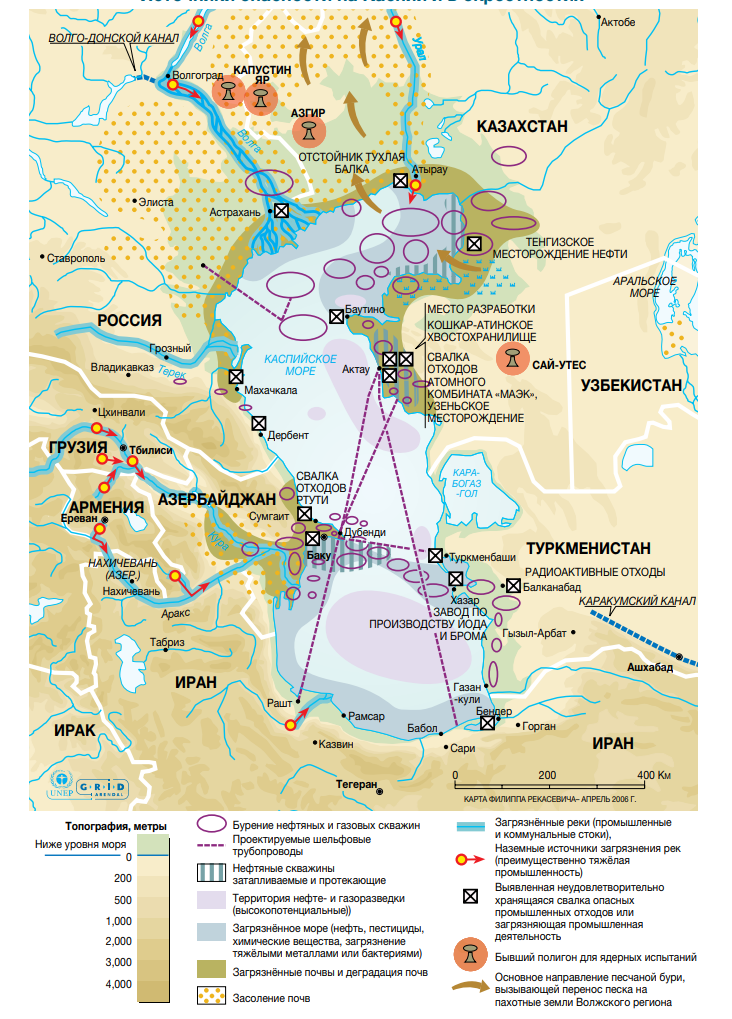 ВОЛГО-ДОНСКОЙ КАНАЛ
Волга
Урал
Актобе
Волгоград
КАПУСТИН
ЯР
АЗГИР
Волга
КАЗАХСТАН
ОТСТОЙНИК ТУХЛАЯ
БАЛКА
Атырау
Элиста
Астрахань
Ставрополь
ТЕНГИЗСКОЕ
МЕСТОРОЖДЕНИЕ НЕФТИ
АРАЛЬСКОЕ
МОРЕ
РОССИЯ
Баутино
МЕСТО РАЗРАБОТКИ
КОШКАР-АТИНСКОЕ
ХВОСТОХРАНИЛИЩЕ
Грозный
КАСПИЙСКОЕ
МОРЕ
Актау
СВАЛКА
ОТХОДОВ
АТОМНОГО
КОМБИНАТА «МАЭК»,
УЗЕНЬСКОЕ
МЕСТОРОЖДЕНИЕ
САЙ-УТЕС
Владикавказ
Терек
Махачкала
УЗБЕКИСТАН
Цхинвали
Дербент
ГРУЗИЯ
Тбилиси
КАРА-
БОГАЗ
-ГОЛ
СВАЛКА
ОТХОДОВ
РТУТИ
АЗЕРБАЙДЖАН
АРМЕНИЯ
Ереван
Сумгаит
Кура
Дубенди
Баку
ТУРКМЕНИСТАН
НАХИЧЕВАНЬ
(АЗЕР.)
Нахичевань
Туркменбаши
РАДИОАКТИВНЫЕ ОТХОДЫ
Балканабад
КАРАКУМСКИЙ КАНАЛ
Аракс
Хазар
ЗАВОД ПО
ПРОИЗВОДСТВУ ЙОДА
И БРОМА
Гызыл-Арбат
Табриз
Ашхабад
ИРАН
Рашт
Газан
-кули
Рамсар
Бендер
Бабол
Горган
ИРАК
Казвин
Сари
ИРАН
Тегеран
0 200 400 Км
КАРТА ФИЛИППА РЕКАСЕВИЧА- АПРЕЛЬ 2006 Г.
UNEP
GRID
ARENDAL
Топография, метры
Ниже уровня моря
0
200
500
1,000
2,000
3,000
4,000
Бурение нефтяных и газовых скважин
Проектируемые шельфовые
трубопроводы
Нефтяные скважины
затапливаемые и протекающие
Территория нефте- и газоразведки
(высокопотенциальные))
Загрязнённое море (нефть, пестициды,
химические вещества, загрязнение
тяжёлыми металлами или бактериями)
Загрязнённые почвы и деградация почв
Засоление почв
Загрязнённые реки (промышленные
и коммунальные стоки),
Наземные источники загрязнения рек
(преимущественно тяжёлая
промышленность)
Выявленная неудовлетворительно
хранящаяся свалка опасных
промышленных отходов или
загрязняющая промышленная
деятельность
Бывший полигон для ядерных испытаний
Основное направление песчаной бури,
вызывающей перенос песка на
пахотные земли Волжского региона